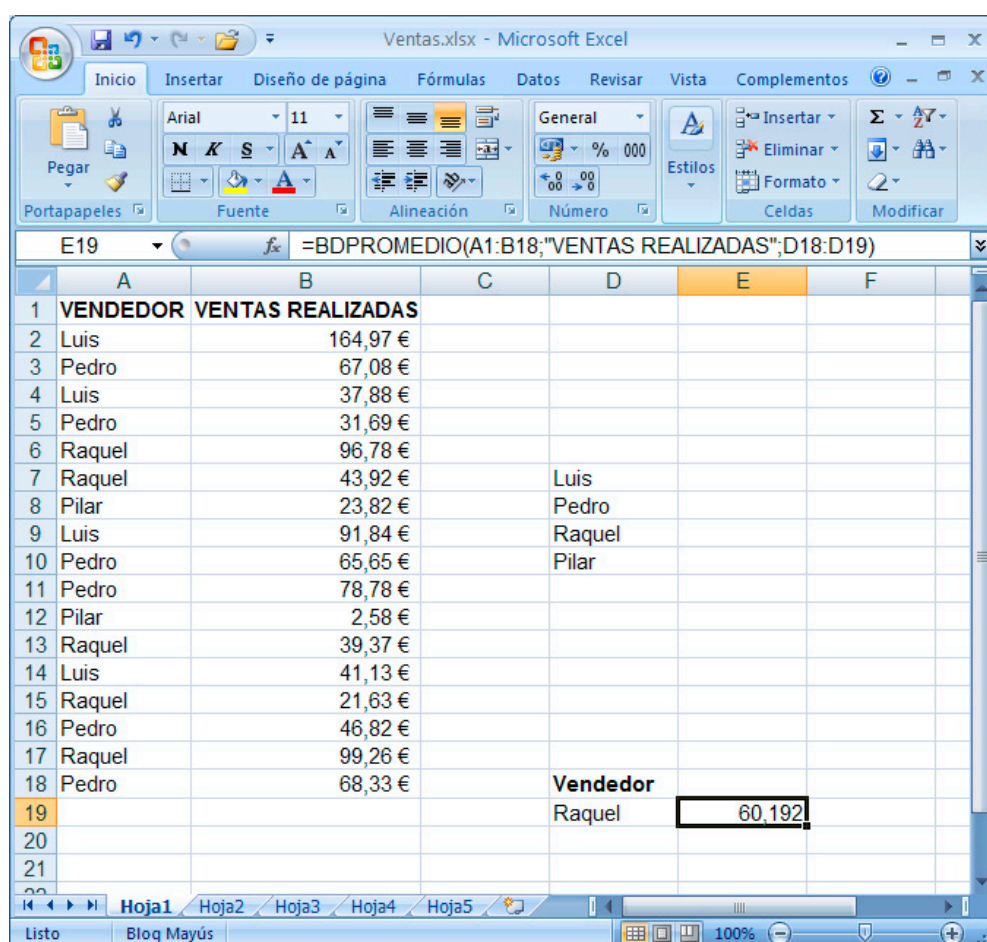 Ventas.xlsx - Microsoft Excel
Inicio Insertar Diseño de página Fórmulas Datos Revisar Vista Complementos
Arial 11 General Insertar Σ
Pegar N K S A A % 000 Estilos Eliminar
A Formato
Portapapeles Fuente Alineación Número Celdas Modificar
E19 fx =BDPROMEDIO(A1:B18;"VENTAS REALIZADAS";D18:D19)
A B C D E F
1 VENDEDOR VENTAS REALIZADAS
2 Luis 164,97 €
3 Pedro 67,08 €
4 Luis 37,88 €
5 Pedro 31,69 €
6 Raquel 96,78 €
7 Raquel 43,92 € Luis
8 Pilar 23,82 € Pedro
9 Luis 91,84 € Raquel
10 Pedro 65,65 € Pilar
11 Pedro 78,78 €
12 Pilar 2,58 €
13 Raquel 39,37 €
14 Luis 41,13 €
15 Raquel 21,63 €
16 Pedro 46,82 €
17 Raquel 99,26 €
18 Pedro 68,33 € Vendedor
19 Raquel 60,192
20
21
Hoja1 Hoja2 Hoja3 Hoja4 Hoja5
Listo Bloq Mayús 100%